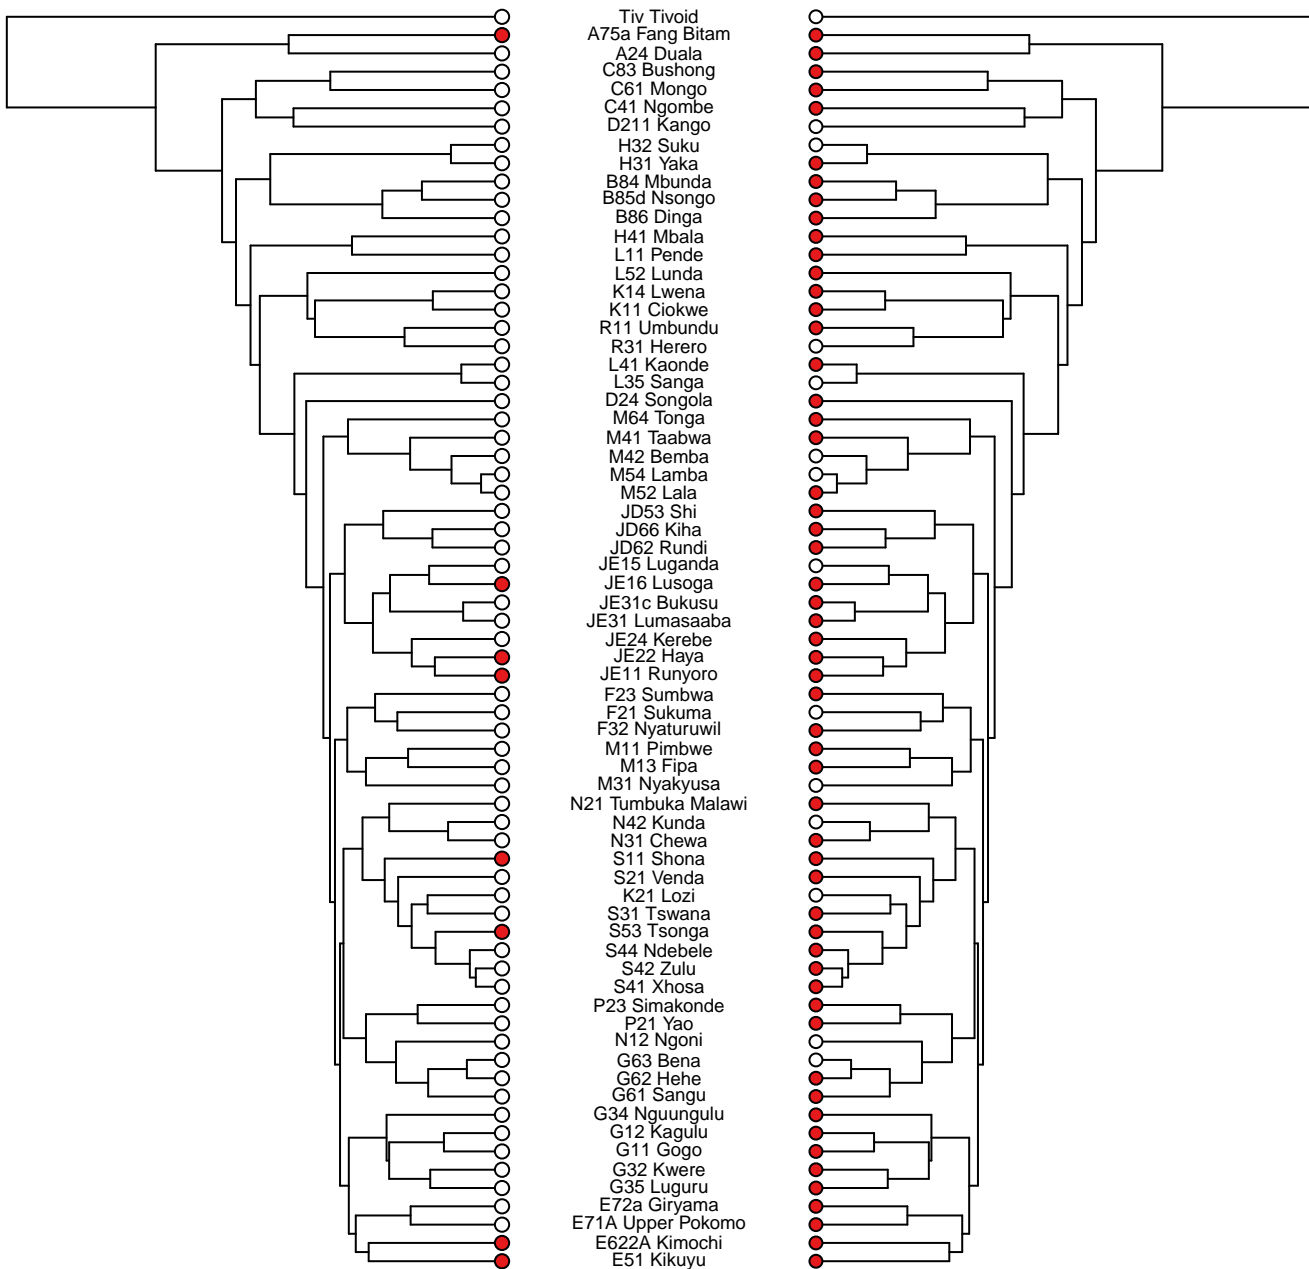 Tiv Tivoid
A75a Fang Bitam
A24 Duala
C83 Bushong
C61 Mongo
C41 Ngombe
D211 Kango
H32 Suku
H31 Yaka
B84 Mbunda
B85d Nsongo
B86 Dinga
H41 Mbala
L11 Pende
L52 Lunda
K14 Lwena
K11 Ciokwe
R11 Umbundu
R31 Herero
L41 Kaonde
L35 Sanga
D24 Songola
M64 Tonga
M41 Taabwa
M42 Bemba
M54 Lamba
M52 Lala
JD53 Shi
JD66 Kiha
JD62 Rundi
JE15 Luganda
JE16 Lusoga
JE31c Bukusu
JE31 Lumasaaba
JE24 Kerebe
JE22 Haya
JE11 Runyoro
F23 Sumbwa
F21 Sukuma
F32 Nyaturuwil
M11 Pimbwe
M13 Fipa
M31 Nyakyusa
N21 Tumbuka Malawi
N42 Kunda
N31 Chewa
S11 Shona
S21 Venda
K21 Lozi
S31 Tswana
S53 Tsonga
S44 Ndebele
S42 Zulu
S41 Xhosa
P23 Simakonde
P21 Yao
N12 Ngoni
G63 Bena
G62 Hehe
G61 Sangu
G34 Nguungulu
G12 Kagulu
G11 Gogo
G32 Kwere
G35 Luguru
E72a Giryama
E71A Upper Pokomo
E622A Kimochi
E51 Kikuyu